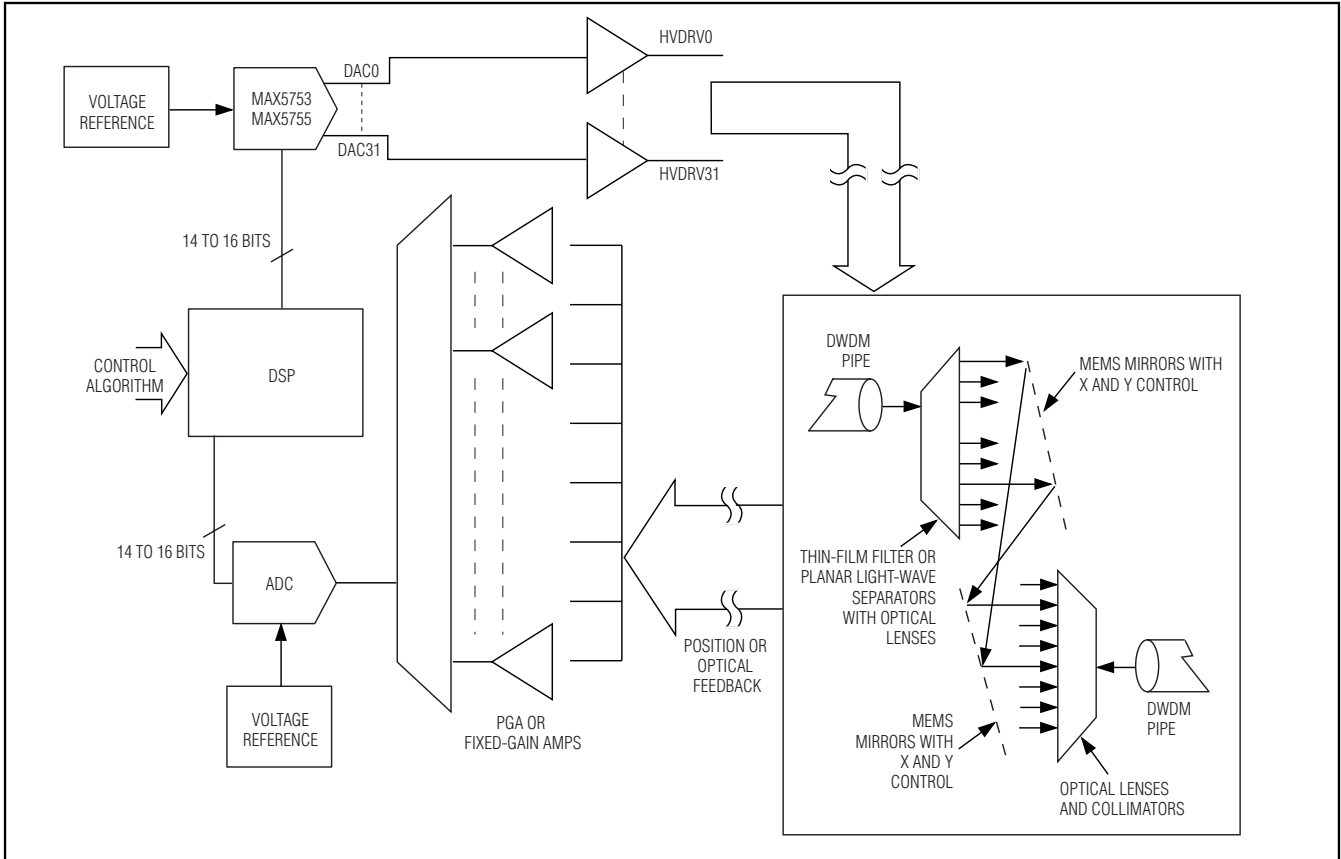 VOLTAGE
REFERENCE
MAX5753
MAX5755
DAC0
DAC31
HVDRV0
HVDRV31
14 TO 16 BITS
CONTROL
ALGORITHM
DSP
14 TO 16 BITS
ADC
VOLTAGE
REFERENCE
PGA OR
FIXED-GAIN AMPS
POSITION OR
OPTICAL
FEEDBACK
DWDM
PIPE
MEMS MIRRORS WITH
X AND Y CONTROL
THIN-FILM FILTER OR
PLANAR LIGHT-WAVE
SEPARATORS
WITH OPTICAL
LENSES
MEMS
MIRRORS WITH
X AND Y
CONTROL
DWDM
PIPE
OPTICAL LENSES
AND COLLIMATORS